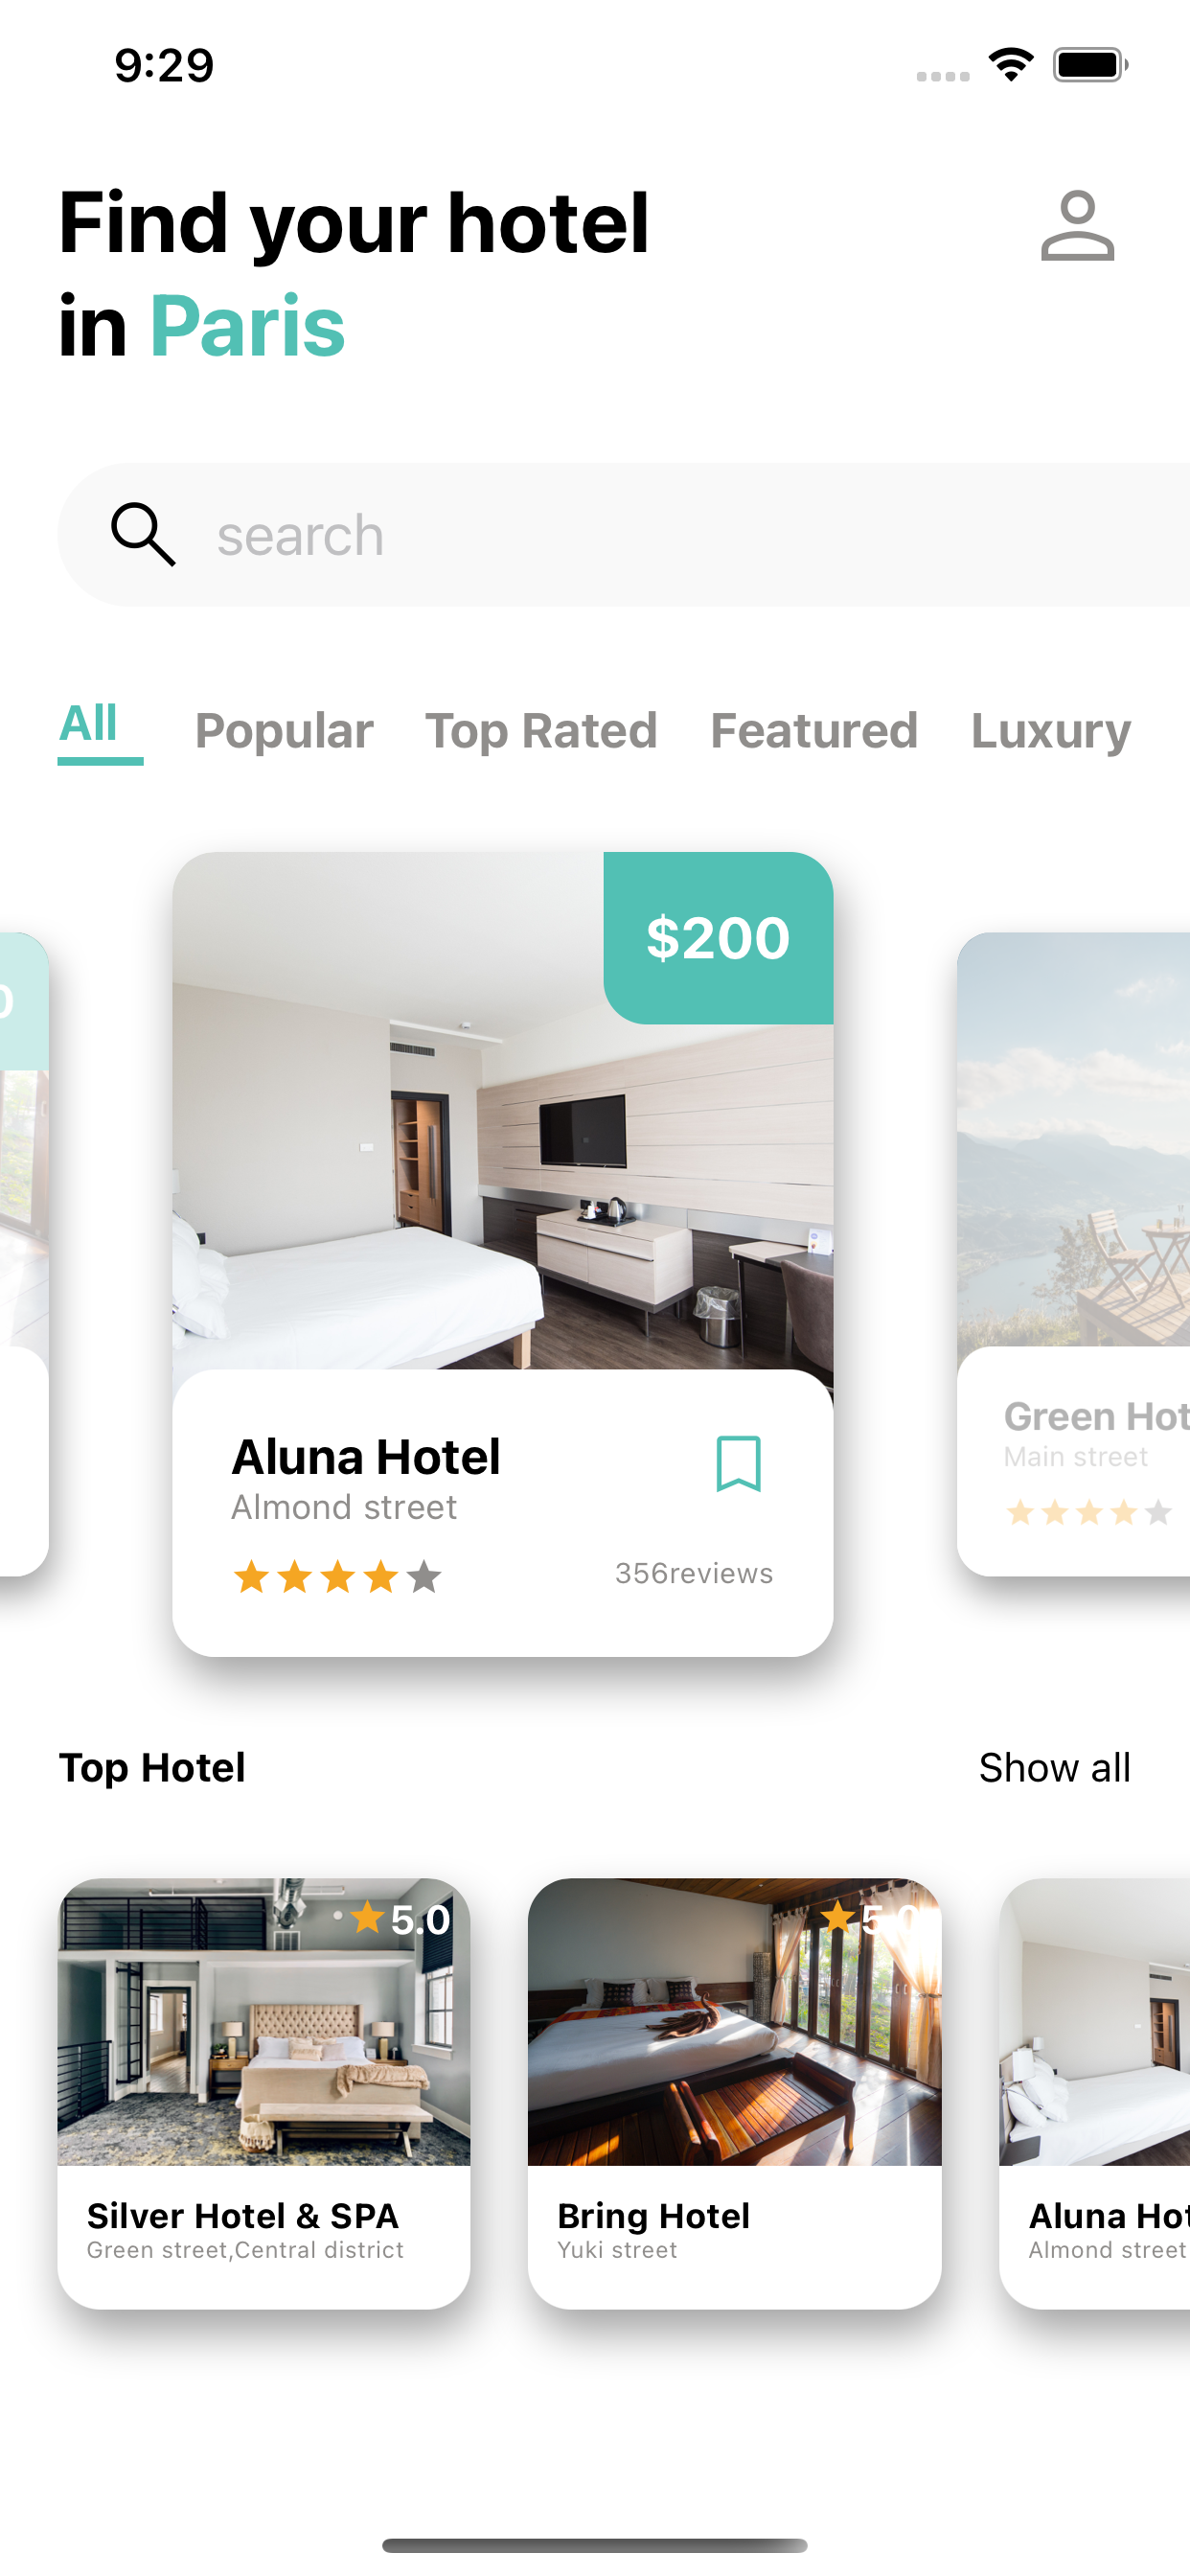 9:29
Find your hotel
in Paris
search
All Popular Top Rated Featured Luxury
$200
Aluna Hotel
Almond street
356reviews
Green Hot
Main street
Top Hotel
Show all
5.0
5.0
Silver Hotel & SPA
Green street,Central district
Bring Hotel
Yuki street
Aluna Hot
Almond street